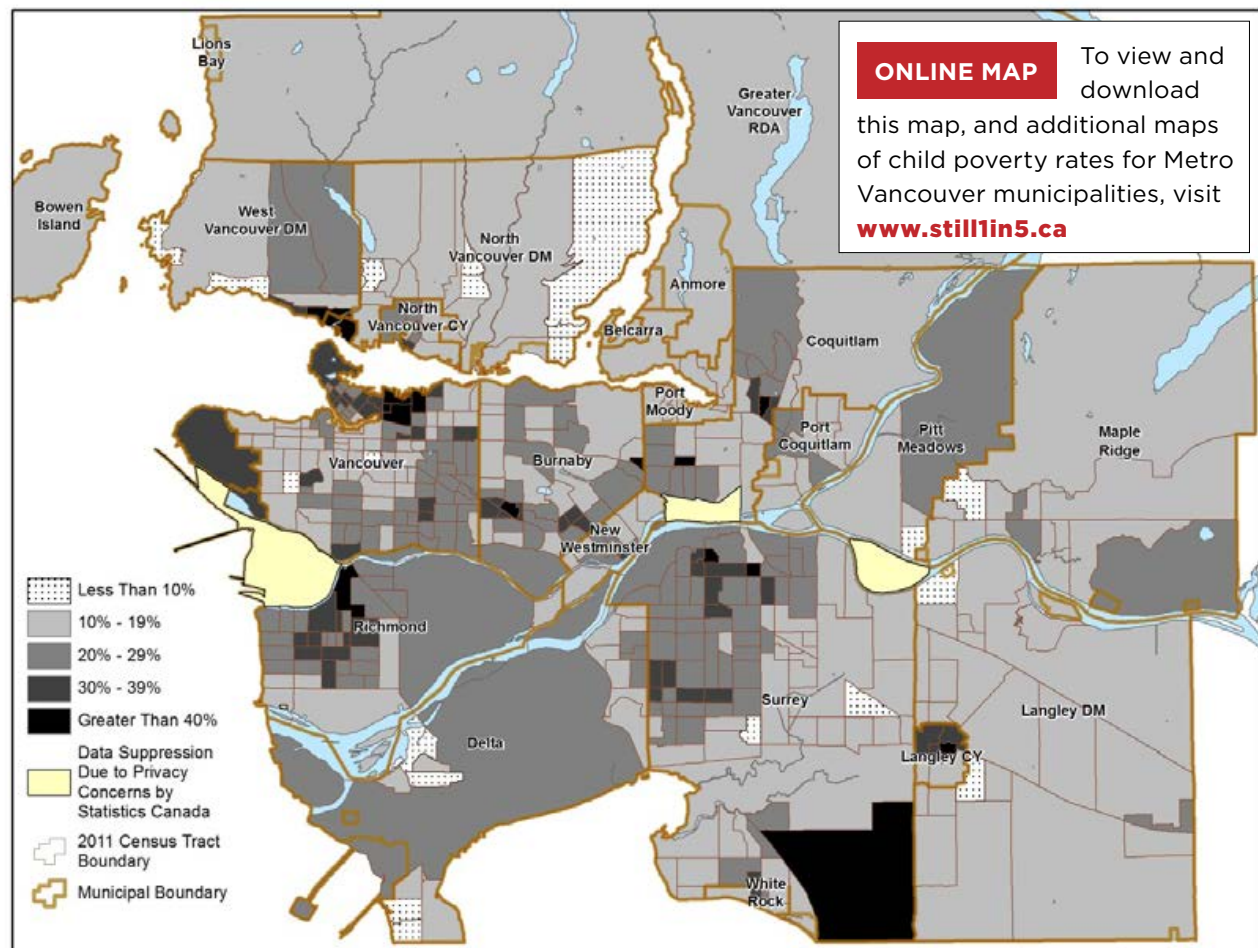 ONLINE MAP
To view and
download
this map, and additional maps
of child poverty rates for Metro
Vancouver municipalities, visit
www.still1in5.ca
Lions
Bay
Greater
Vancouver
RDA
Bowen
Island
West
Vancouver DM
North
Vancouver DM
Anmore
North
Vancouver CY
Belcarra
Coquitlam
Port
Moody
Port
Coquitlam
Pitt
Meadows
Maple
Ridge
Vancouver
Burnaby
New
Westminster
Richmond
Surrey
Langley DM
Delta
Langley CY
White
Rock
Less Than 10%
10% - 19%
20% - 29%
30% - 39%
Greater Than 40%
Data Suppression
Due to Privacy
Concerns by
Statistics Canada
2011 Census Tract
Boundary
Municipal Boundary